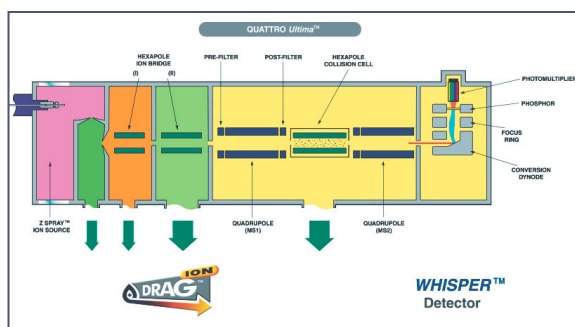 QUATTRO Ultima™
HEXAPOLE
ION BRIDGE
(I)
(II)
PRE-FILTER
POST-FILTER
HEXAPOLE
COLLISION CELL
PHOTOMULTIPLIER
PHOSPHOR
FOCUS
RING
CONVERSION
DYNODE
Z SPRAY™
ION SOURCE
QUADRUPOLE
(MS1)
QUADRUPOLE
(MS2)
ION
DRAG™
WHISPER™
Detector